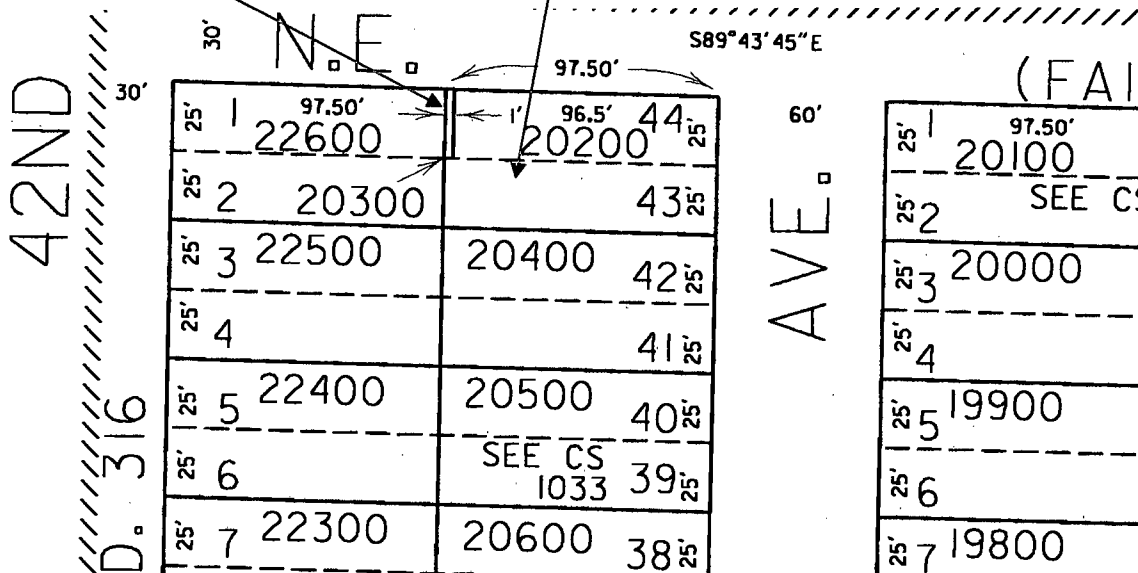 S89°43'45"E
30' N.E. 97.50' (FAI
42ND 30' 25' 1 97.50' 1' 96.5' 44 25' 60' 25' 1 97.50'
22600 20200 20100
25' 2 20300 43 25' AVE. 25' 2 SEE CS
25' 3 22500 20400 42 25' 25' 3 20000
25' 4 41 25' 25' 4
25' 5 22400 20500 40 25' 25' 5 19900
D. 316 25' 6 SEE CS 39 25' 25' 6
1033
25' 7 22300 20600 38 25' 25' 7 19800